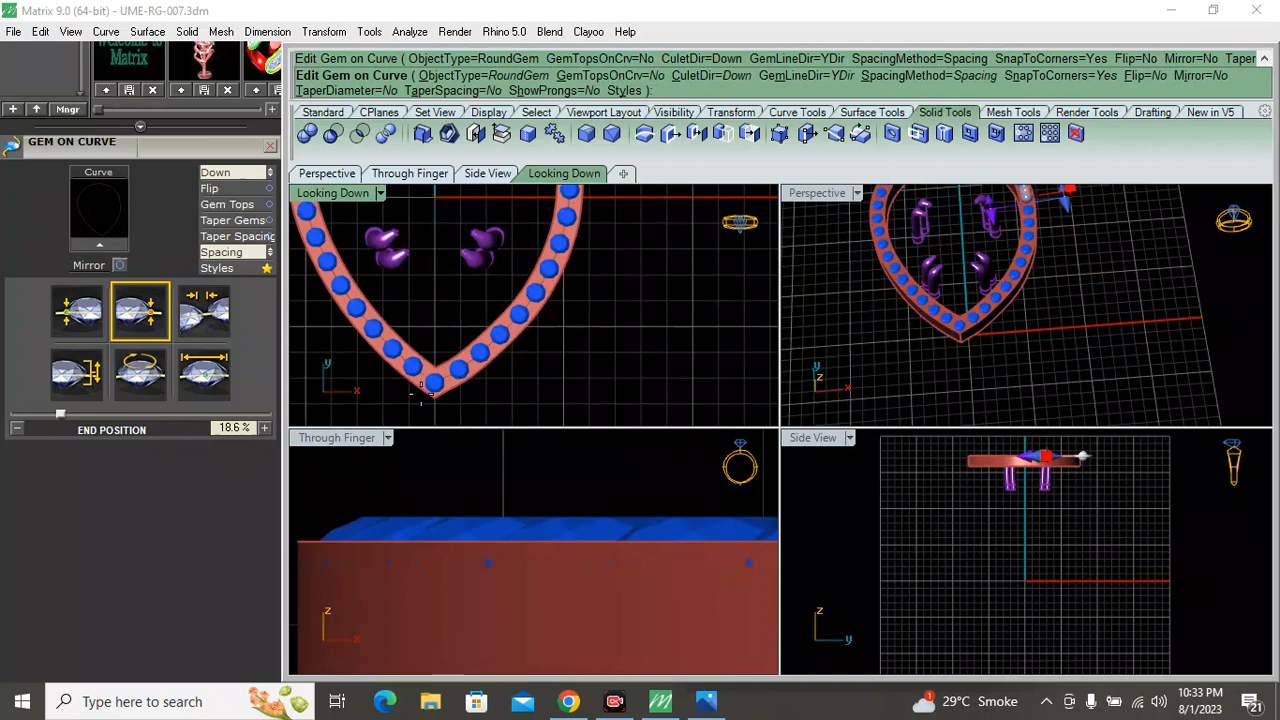 Matrix 9.0 (64-bit) - UME-RG-007.3dm
File Edit View Curve Surface Solid Mesh Dimension Transform Tools Analyze Render Rhino 5.0 Blend Clayoo Help
Welcome to
Matrix
Mngr
Edit Gem on Curve ( ObjectType=RoundGem GemTopsOnCrv=No CuletDir=Down GemLineDir=YDir SpacingMethod=Spacing SnapToCorners=Yes Flip=No Mirror=No Taper
Edit Gem on Curve ( ObjectType=RoundGem GemTopsOnCrv=No CuletDir=Down GemLineDir=YDir SpacingMethod=Spacing SnapToCorners=Yes Flip=No Mirror=No
TaperDiameter=No TaperSpacing=No ShowProngs=No Styles ):
Standard CPlanes Set View Display Select Viewport Layout Visibility Transform Curve Tools Surface Tools Solid Tools Mesh Tools Render Tools Drafting New in V5
GEM ON CURVE
Curve
Down
Flip
Gem Tops
Taper Gems
Taper Spacing
Spacing
Styles
Mirror
END POSITION 18.6 %
Perspective Through Finger Side View Looking Down
Looking Down
y
x
Perspective
y
z
x
Through Finger
z
x
Side View
z
y
Type here to search
29°C Smoke
10:33 PM
8/1/2023
21